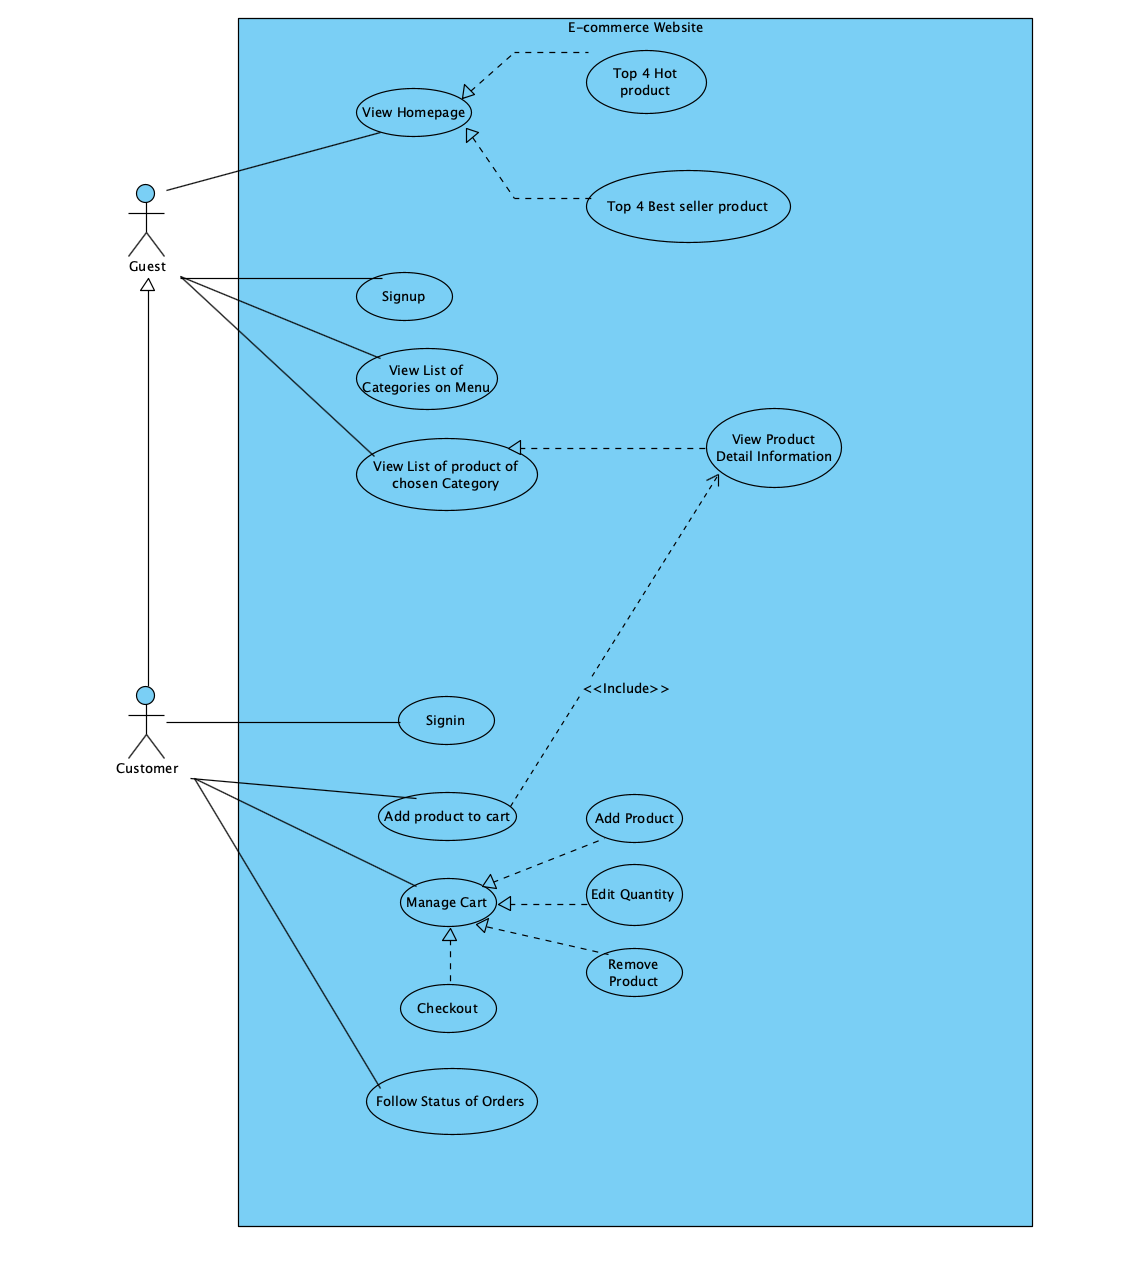 E-commerce Website
Top 4 Hot
product
View Homepage
Top 4 Best seller product
Guest
Signup
View List of
Categories on Menu
View Product
Detail Information
View List of product of
chosen Category
<<Include>>
Signin
Customer
Add product to cart
Add Product
Manage Cart
Edit Quantity
Remove
Product
Checkout
Follow Status of Orders